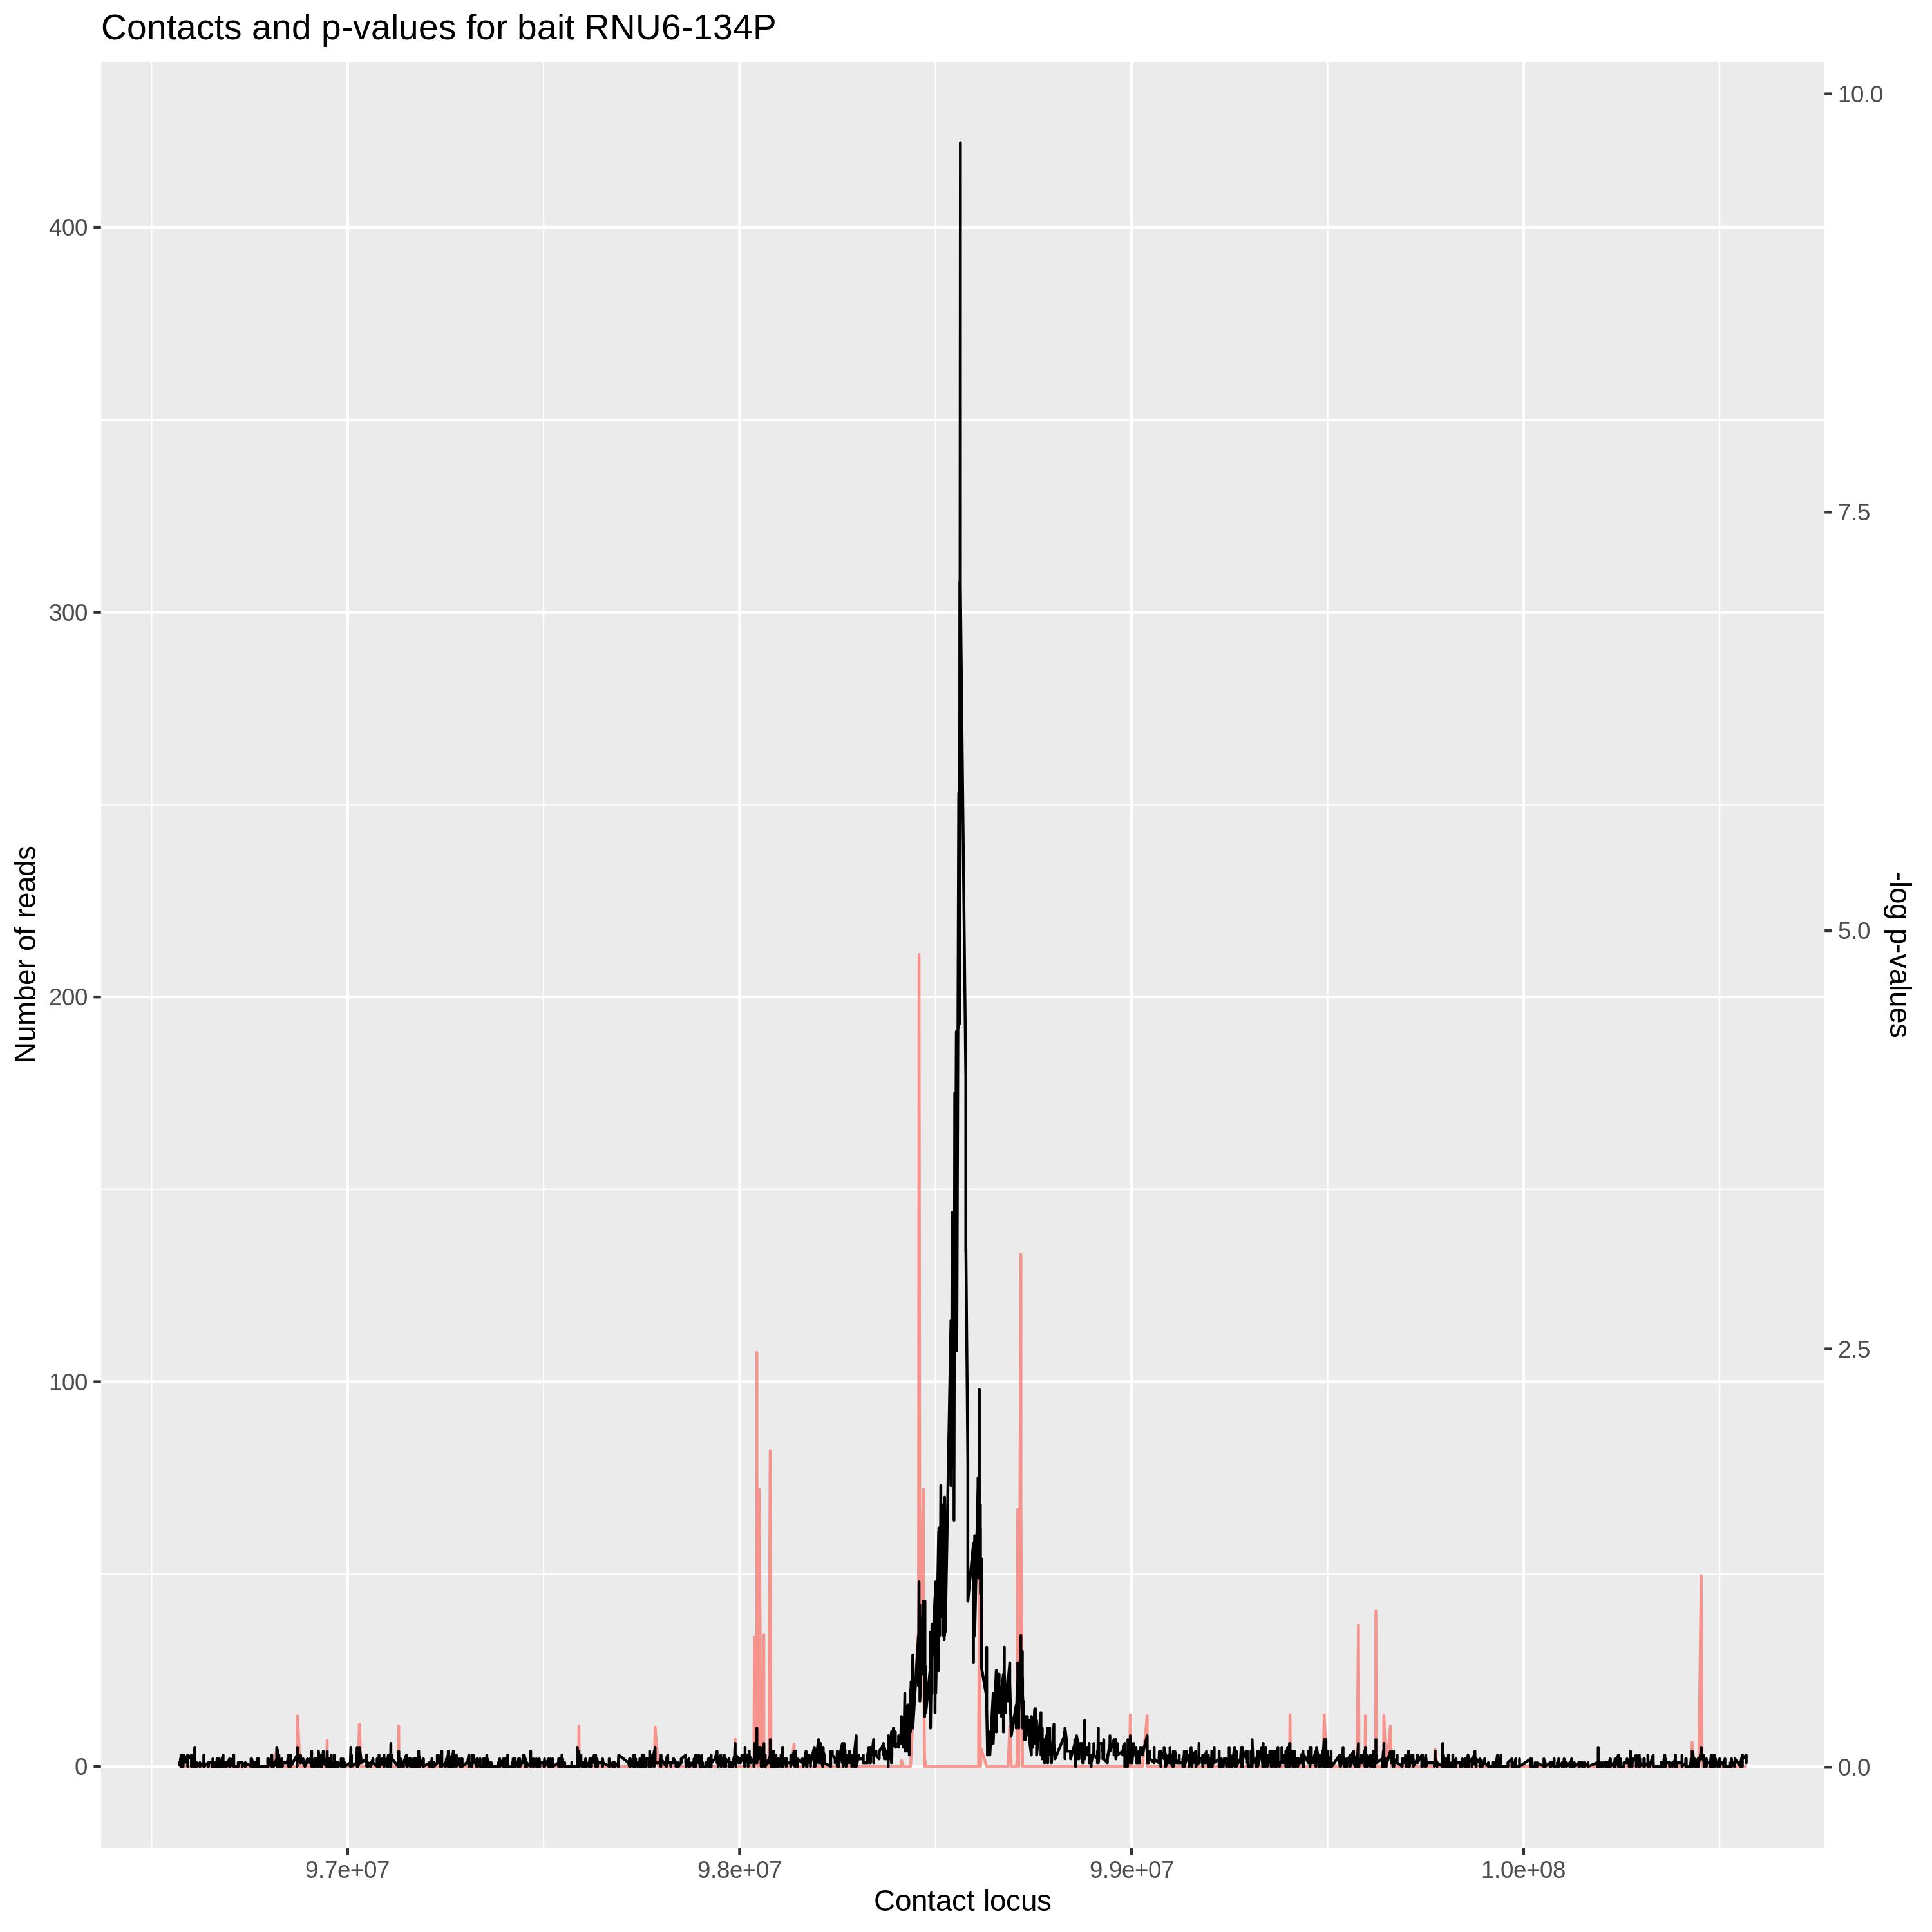 Contacts and p-values for bait RNU6-134P
10.0
400
7.5
300
5.0
Number of reads
-log p-values
200
2.5
100
0
0.0
9.7e+07
9.8e+07
9.9e+07
1.0e+08
Contact locus